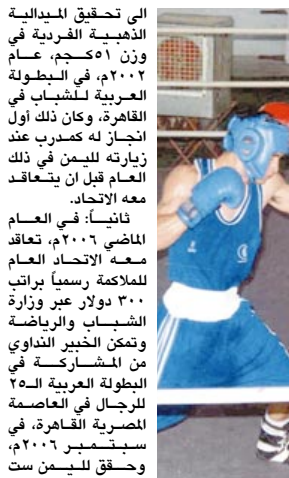 الى تحقيق الميدالية
الذهبية الفردية في
وزن ٥١كجم، عام
٢٠٠٢م، في البطولة
العربية للشباب في
القاهرة، وكان ذلك أول
انجاز له كمدرب عند
زيارته لليمن في ذلك
العام قبل ان يتعاقد
معه الاتحاد.
ثانياً: في العام
الماضي ٢٠٠٦م، تعاقد
معه الاتحاد العام
للملاكمة رسمياً براتب
٣٠٠ دولار عبر وزارة
الشباب والرياضة
وتمكن الخبير النداوي
من المشاركة في
البطولة العربية الـ٢٥
للرجال في العاصمة
المصرية القاهرة، في
سبتمبر ٢٠٠٦م،
وحقق لليمن ست